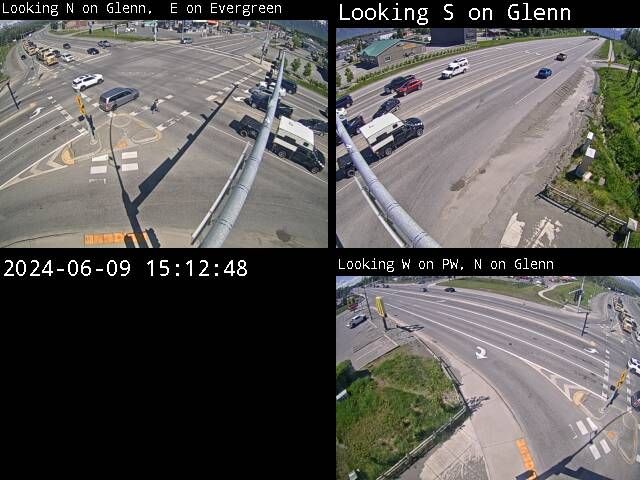 Looking N on Glenn, E on Evergreen
Looking S on Glenn
2024-06-09 15:12:48
Looking W on PW, N on Glenn